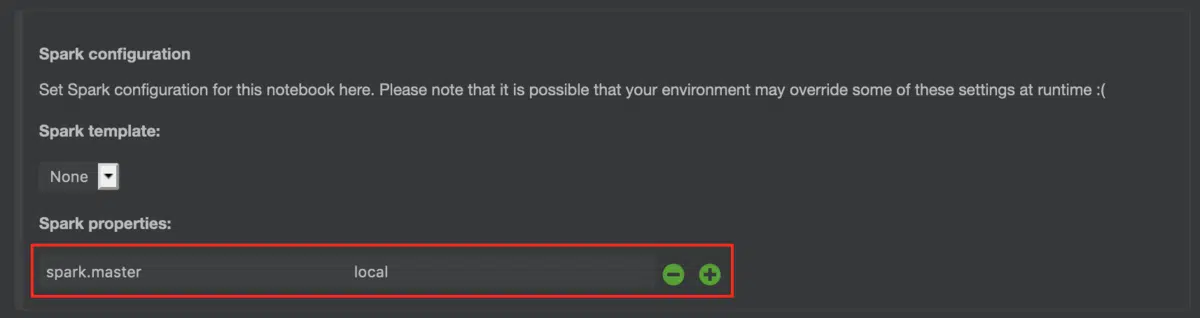 Spark configuration
Set Spark configuration for this notebook here. Please note that it is possible that your environment may override some of these settings at runtime :(
Spark template:
None
Spark properties:
spark.master local